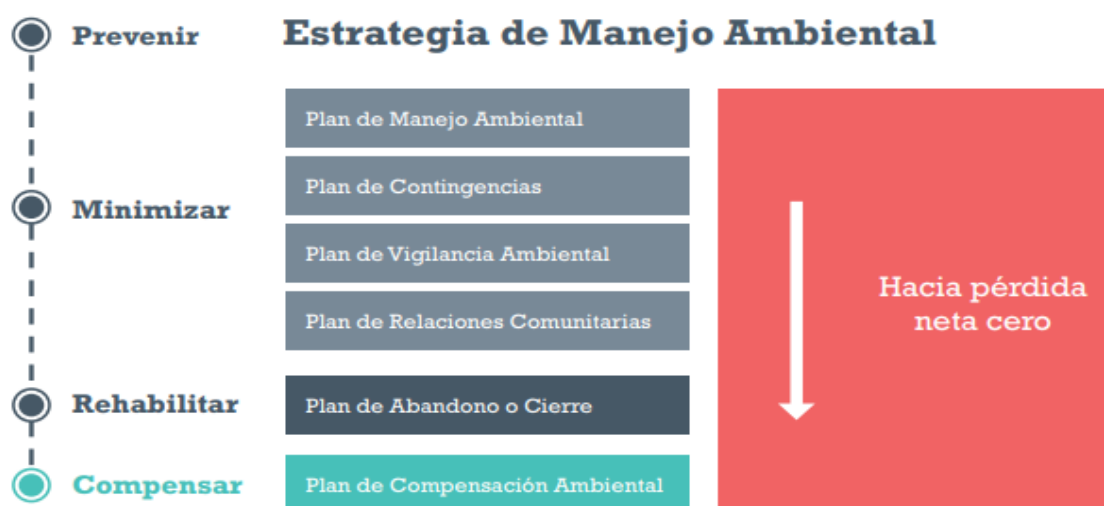 Prevenir
Estrategia de Manejo Ambiental
Plan de Manejo Ambiental
Plan de Contingencias
Minimizar
Plan de Vigilancia Ambiental
Plan de Relaciones Comunitarias
Hacia pérdida
neta cero
Rehabilitar
Plan de Abandono o Cierre
Compensar
Plan de Compensación Ambiental